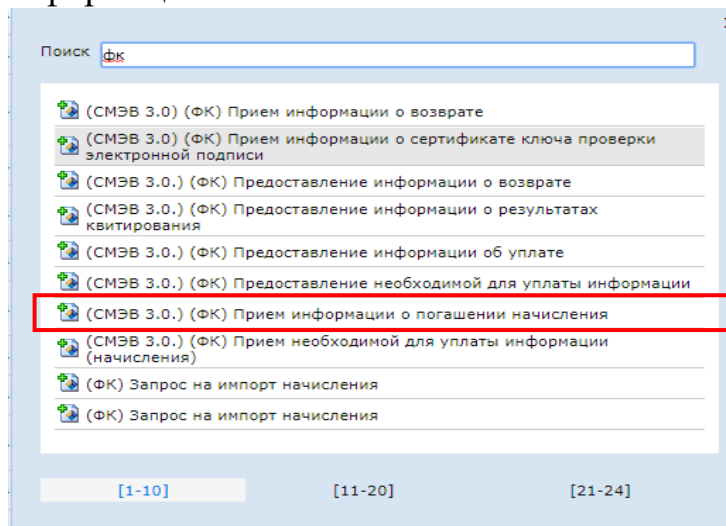 Поиск фк
(СМЭВ 3.0) (ФК) Прием информации о возврате
(СМЭВ 3.0) (ФК) Прием информации о сертификате ключа проверки
электронной подписи
(СМЭВ 3.0.) (ФК) Предоставление информации о возврате
(СМЭВ 3.0.) (ФК) Предоставление информации о результатах
квитирования
(СМЭВ 3.0.) (ФК) Предоставление информации об уплате
(СМЭВ 3.0.) (ФК) Предоставление необходимой для уплаты информации
(СМЭВ 3.0.) (ФК) Прием информации о погашении начисления
(СМЭВ 3.0.) (ФК) Прием необходимой для уплаты информации
(начисления)
(ФК) Запрос на импорт начисления
(ФК) Запрос на импорт начисления
[1-10] [11-20] [21-24]